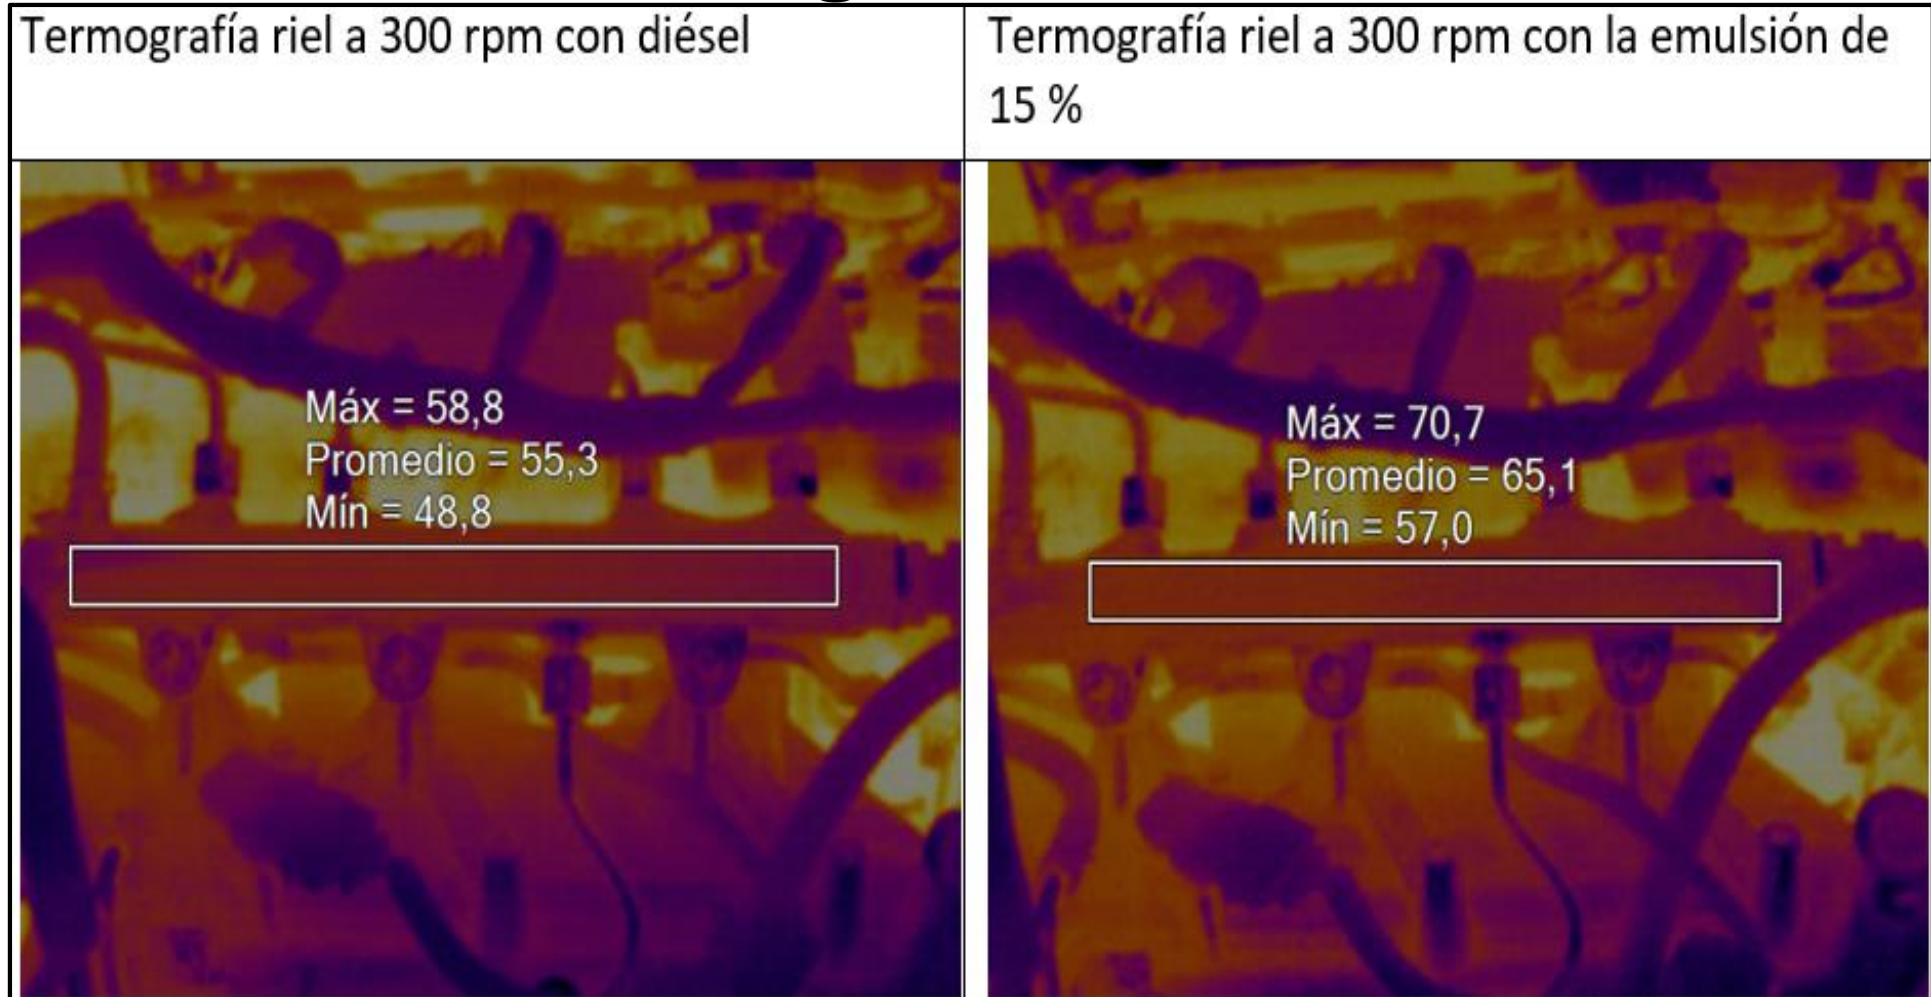 Termografía riel a 300 rpm con diésel
Termografía riel a 300 rpm con la emulsión de
15 %
Máx = 58,8
Promedio = 55,3
Mín = 48,8
Máx = 70,7
Promedio = 65,1
Mín = 57,0